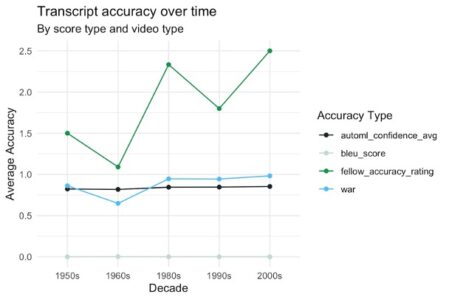 Transcript accuracy over time
By score type and video type
2.5
2.0
1.5
1.0
0.5
0.0
Average Accuracy
1950s 1960s 1980s 1990s 2000s
Decade
Accuracy Type
automl_confidence_avg
bleu_score
fellow_accuracy_rating
war